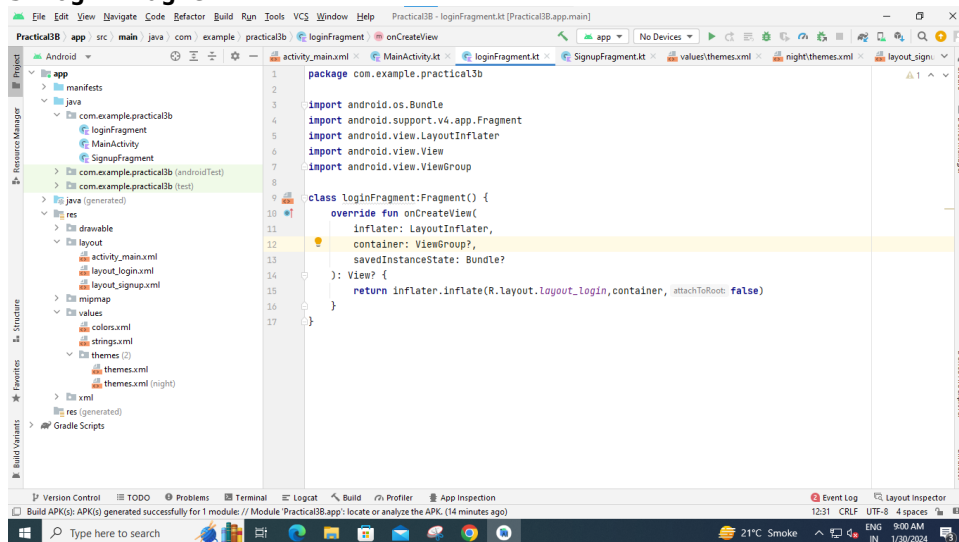 File Edit View Navigate Code Refactor Build Run Tools VCS Window Help Practical3B - loginFragment.kt [Practical3B.app.main]
Practical3B app src main java com example practical3b loginFragment onCreateView app No Devices
Android
activity_main.xml MainActivity.kt loginFragment.kt SignupFragment.kt values\themes.xml night\themes.xml
Project
Resource Manager
Structure
Favorites
Build Variants
app
manifests
java
com.example.practical3b
loginFragment
MainActivity
SignupFragment
com.example.practical3b (androidTest)
com.example.practical3b (test)
java (generated)
res
drawable
layout
activity_main.xml
layout_login.xml
layout_signup.xml
mipmap
values
colors.xml
strings.xml
themes (2)
themes.xml
themes.xml (night)
xml
res (generated)
Gradle Scripts
1
1 package com.example.practical3b
2
3 import android.os.Bundle
4 import android.support.v4.app.Fragment
5 import android.view.LayoutInflater
6 import android.view.View
7 import android.view.ViewGroup
8
9 class loginFragment:Fragment() {
10 override fun onCreateView(
11 inflater: LayoutInflater,
12 container: ViewGroup?,
13 savedInstanceState: Bundle?
14 ): View? {
15 return inflater.inflate(R.layout.layout_login,container, attachToRoot: false)
16 }
17 }
Version Control TODO Problems Terminal Logcat Build Profiler App Inspection Event Log Layout Inspector
Build APK(s): APK(s) generated successfully for 1 module: // Module 'Practical3B.app': locate or analyze the APK. (14 minutes ago) 12:31 CRLF UTF-8 4 spaces
Type here to search 21°C Smoke ENG IN 9:00 AM 1/30/2024